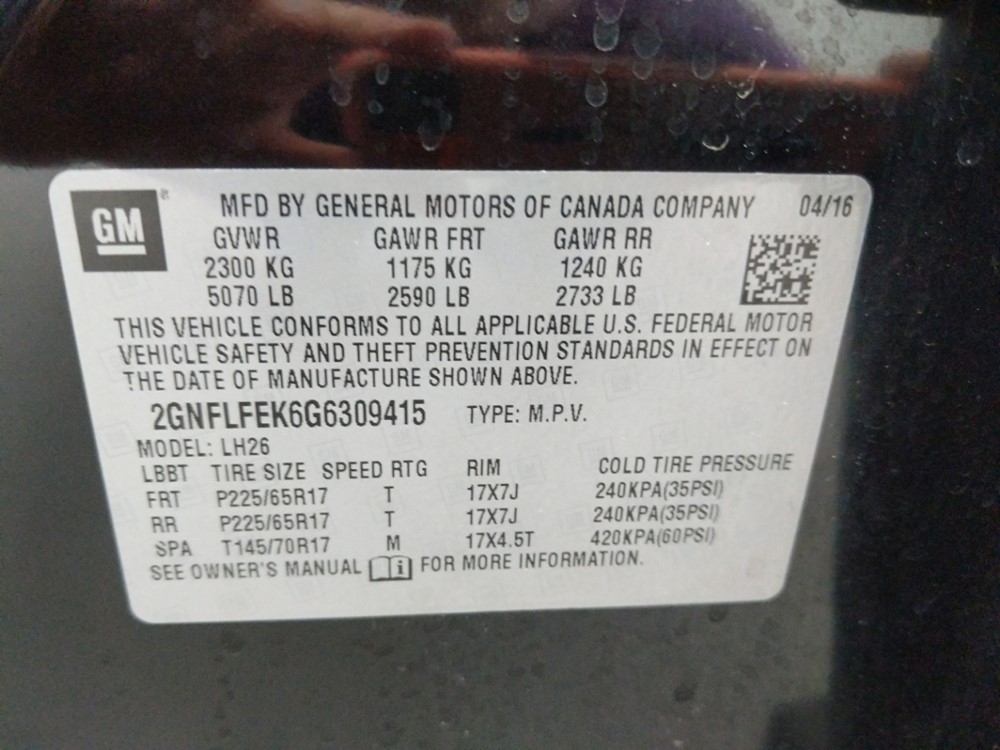 GM
MFD BY GENERAL MOTORS OF CANADA COMPANY 04/16
GVWR GAWR FRT GAWR RR
2300 KG 1175 KG 1240 KG
5070 LB 2590 LB 2733 LB
THIS VEHICLE CONFORMS TO ALL APPLICABLE U.S. FEDERAL MOTOR
VEHICLE SAFETY AND THEFT PREVENTION STANDARDS IN EFFECT ON
THE DATE OF MANUFACTURE SHOWN ABOVE.
2GNFLFEK6G6309415 TYPE: M.P.V.
MODEL: LH26
LBBT TIRE SIZE SPEED RTG RIM COLD TIRE PRESSURE
FRT P225/65R17 T 17X7J 240KPA(35PSI)
RR P225/65R17 T 17X7J 240KPA(35PSI)
SPA T145/70R17 M 17X4.5T 420KPA(60PSI)
SEE OWNER'S MANUAL i FOR MORE INFORMATION.